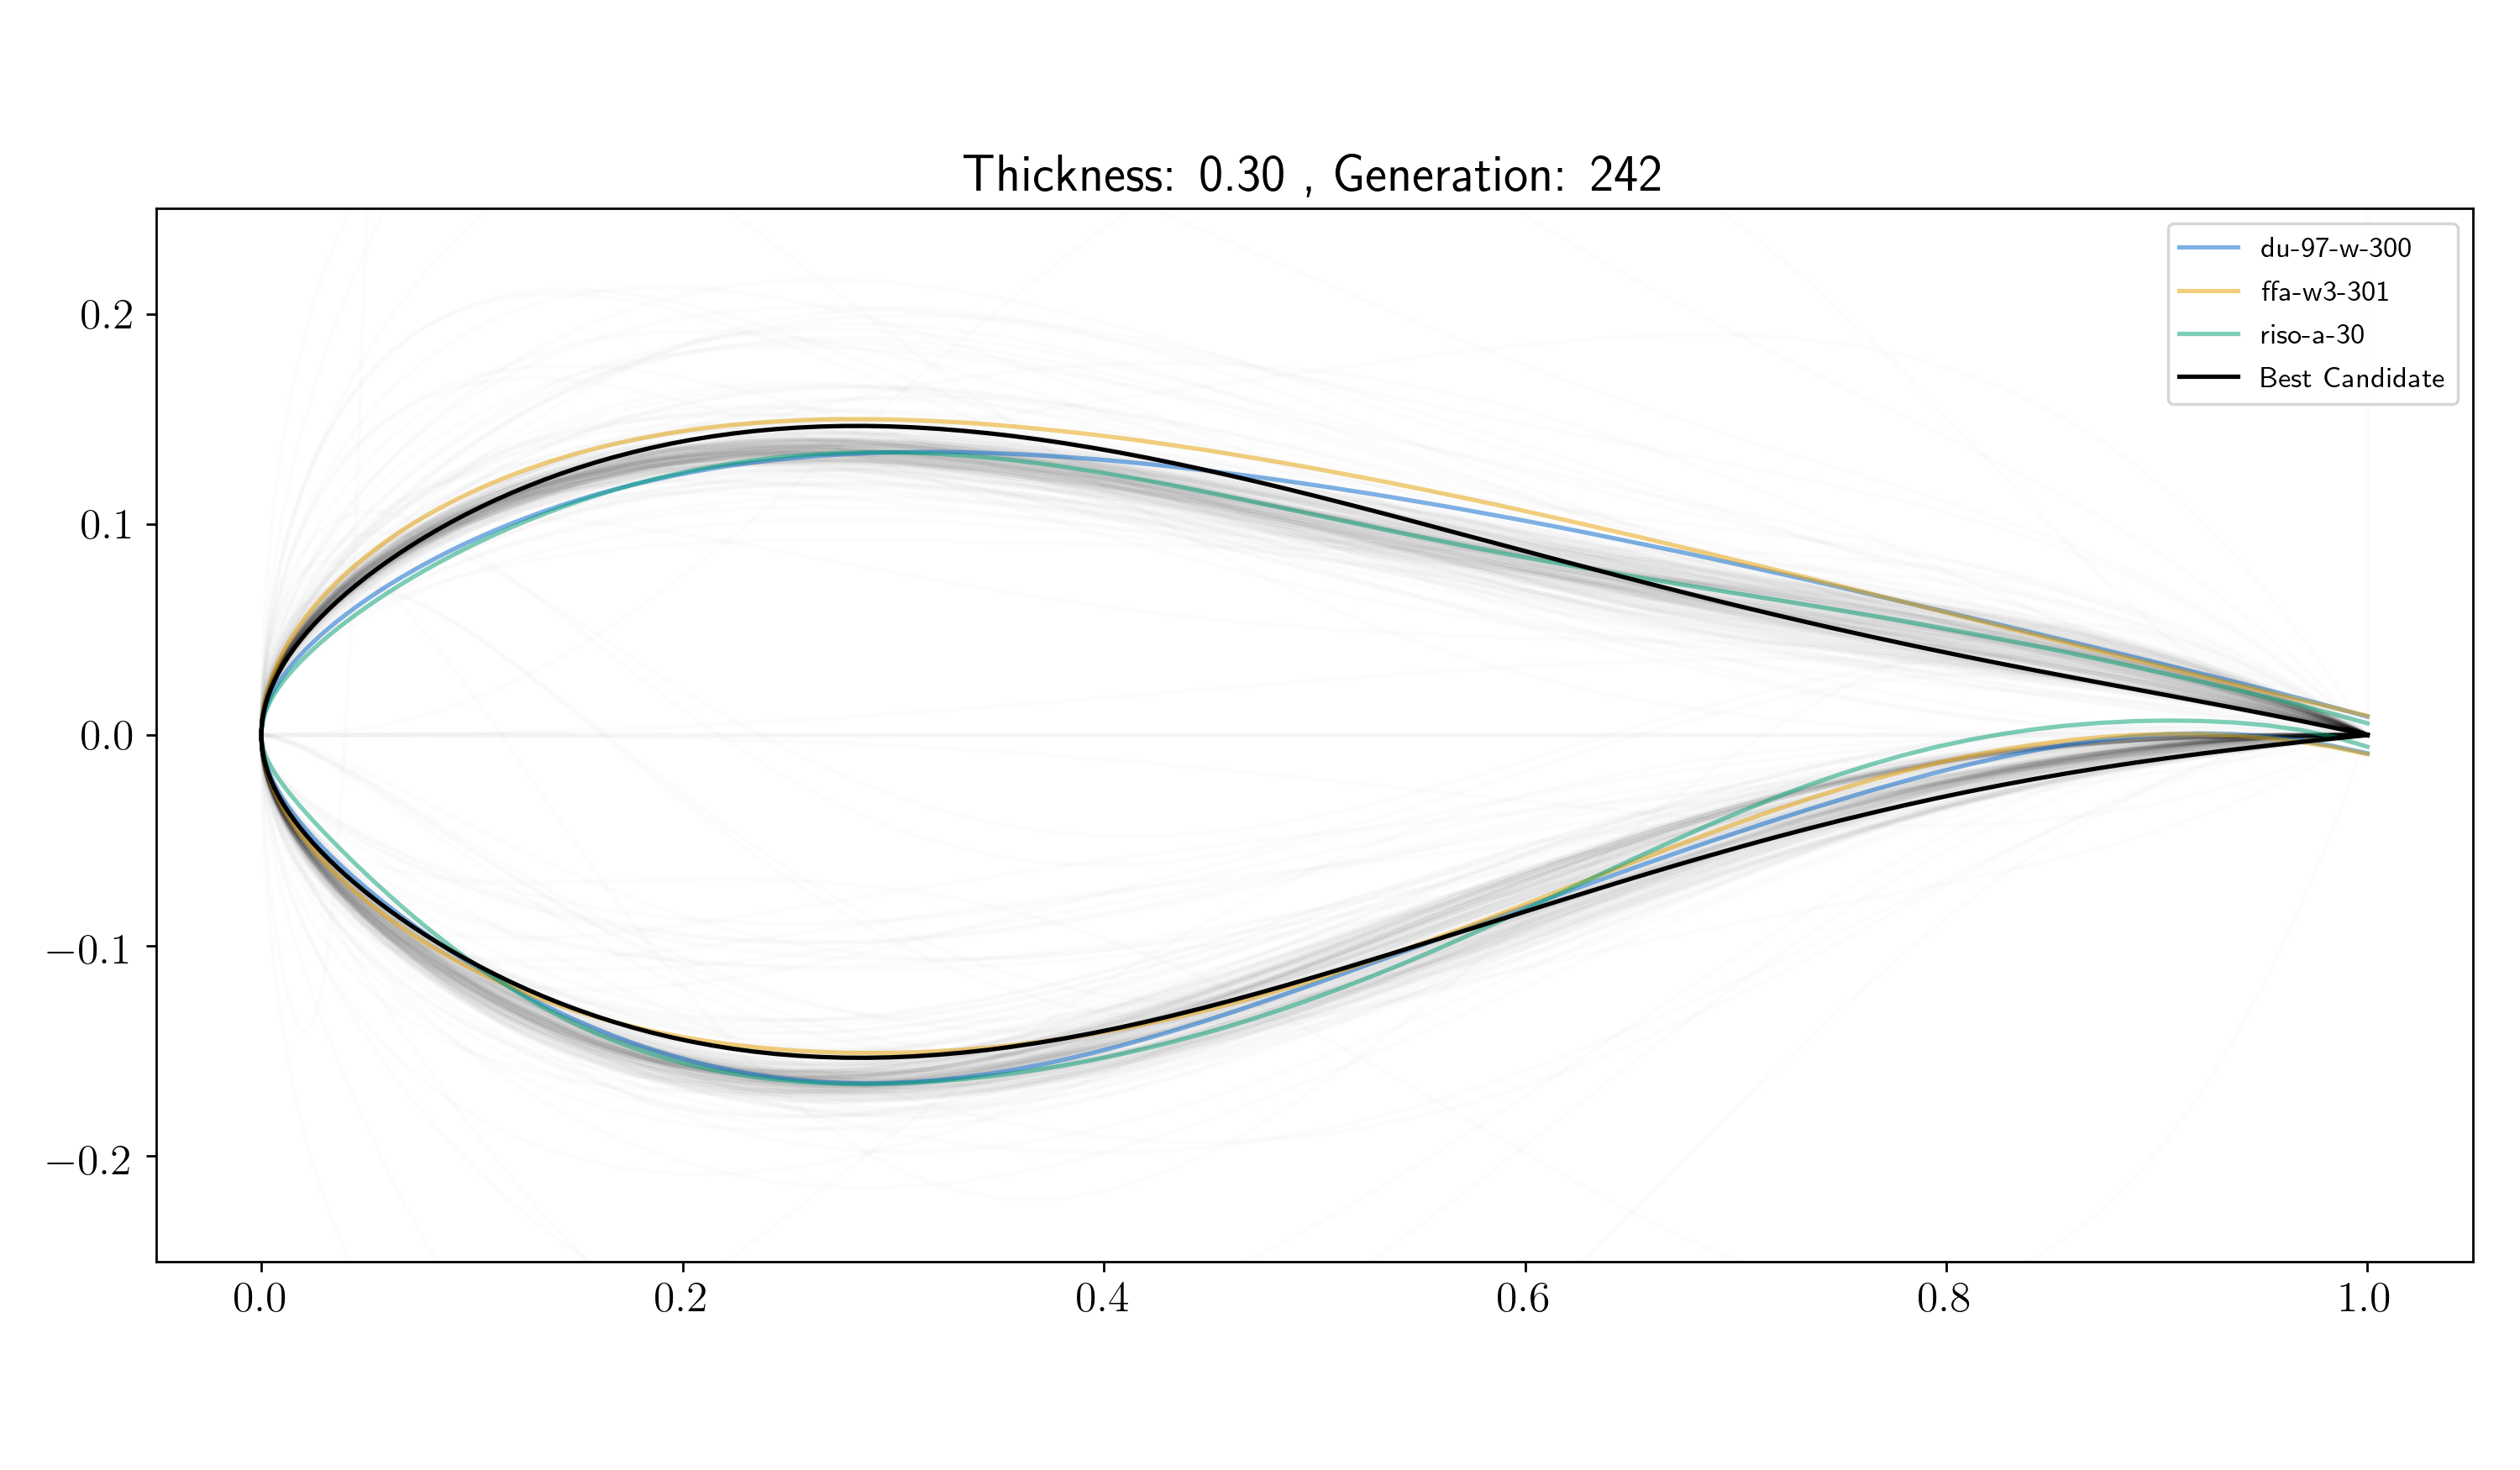 Thickness: 0.30 , Generation: 242
du-97-w-300
ffa-w3-301
riso-a-30
Best Candidate
0.2
0.1
0.0
−0.1
−0.2
0.0 0.2 0.4 0.6 0.8 1.0